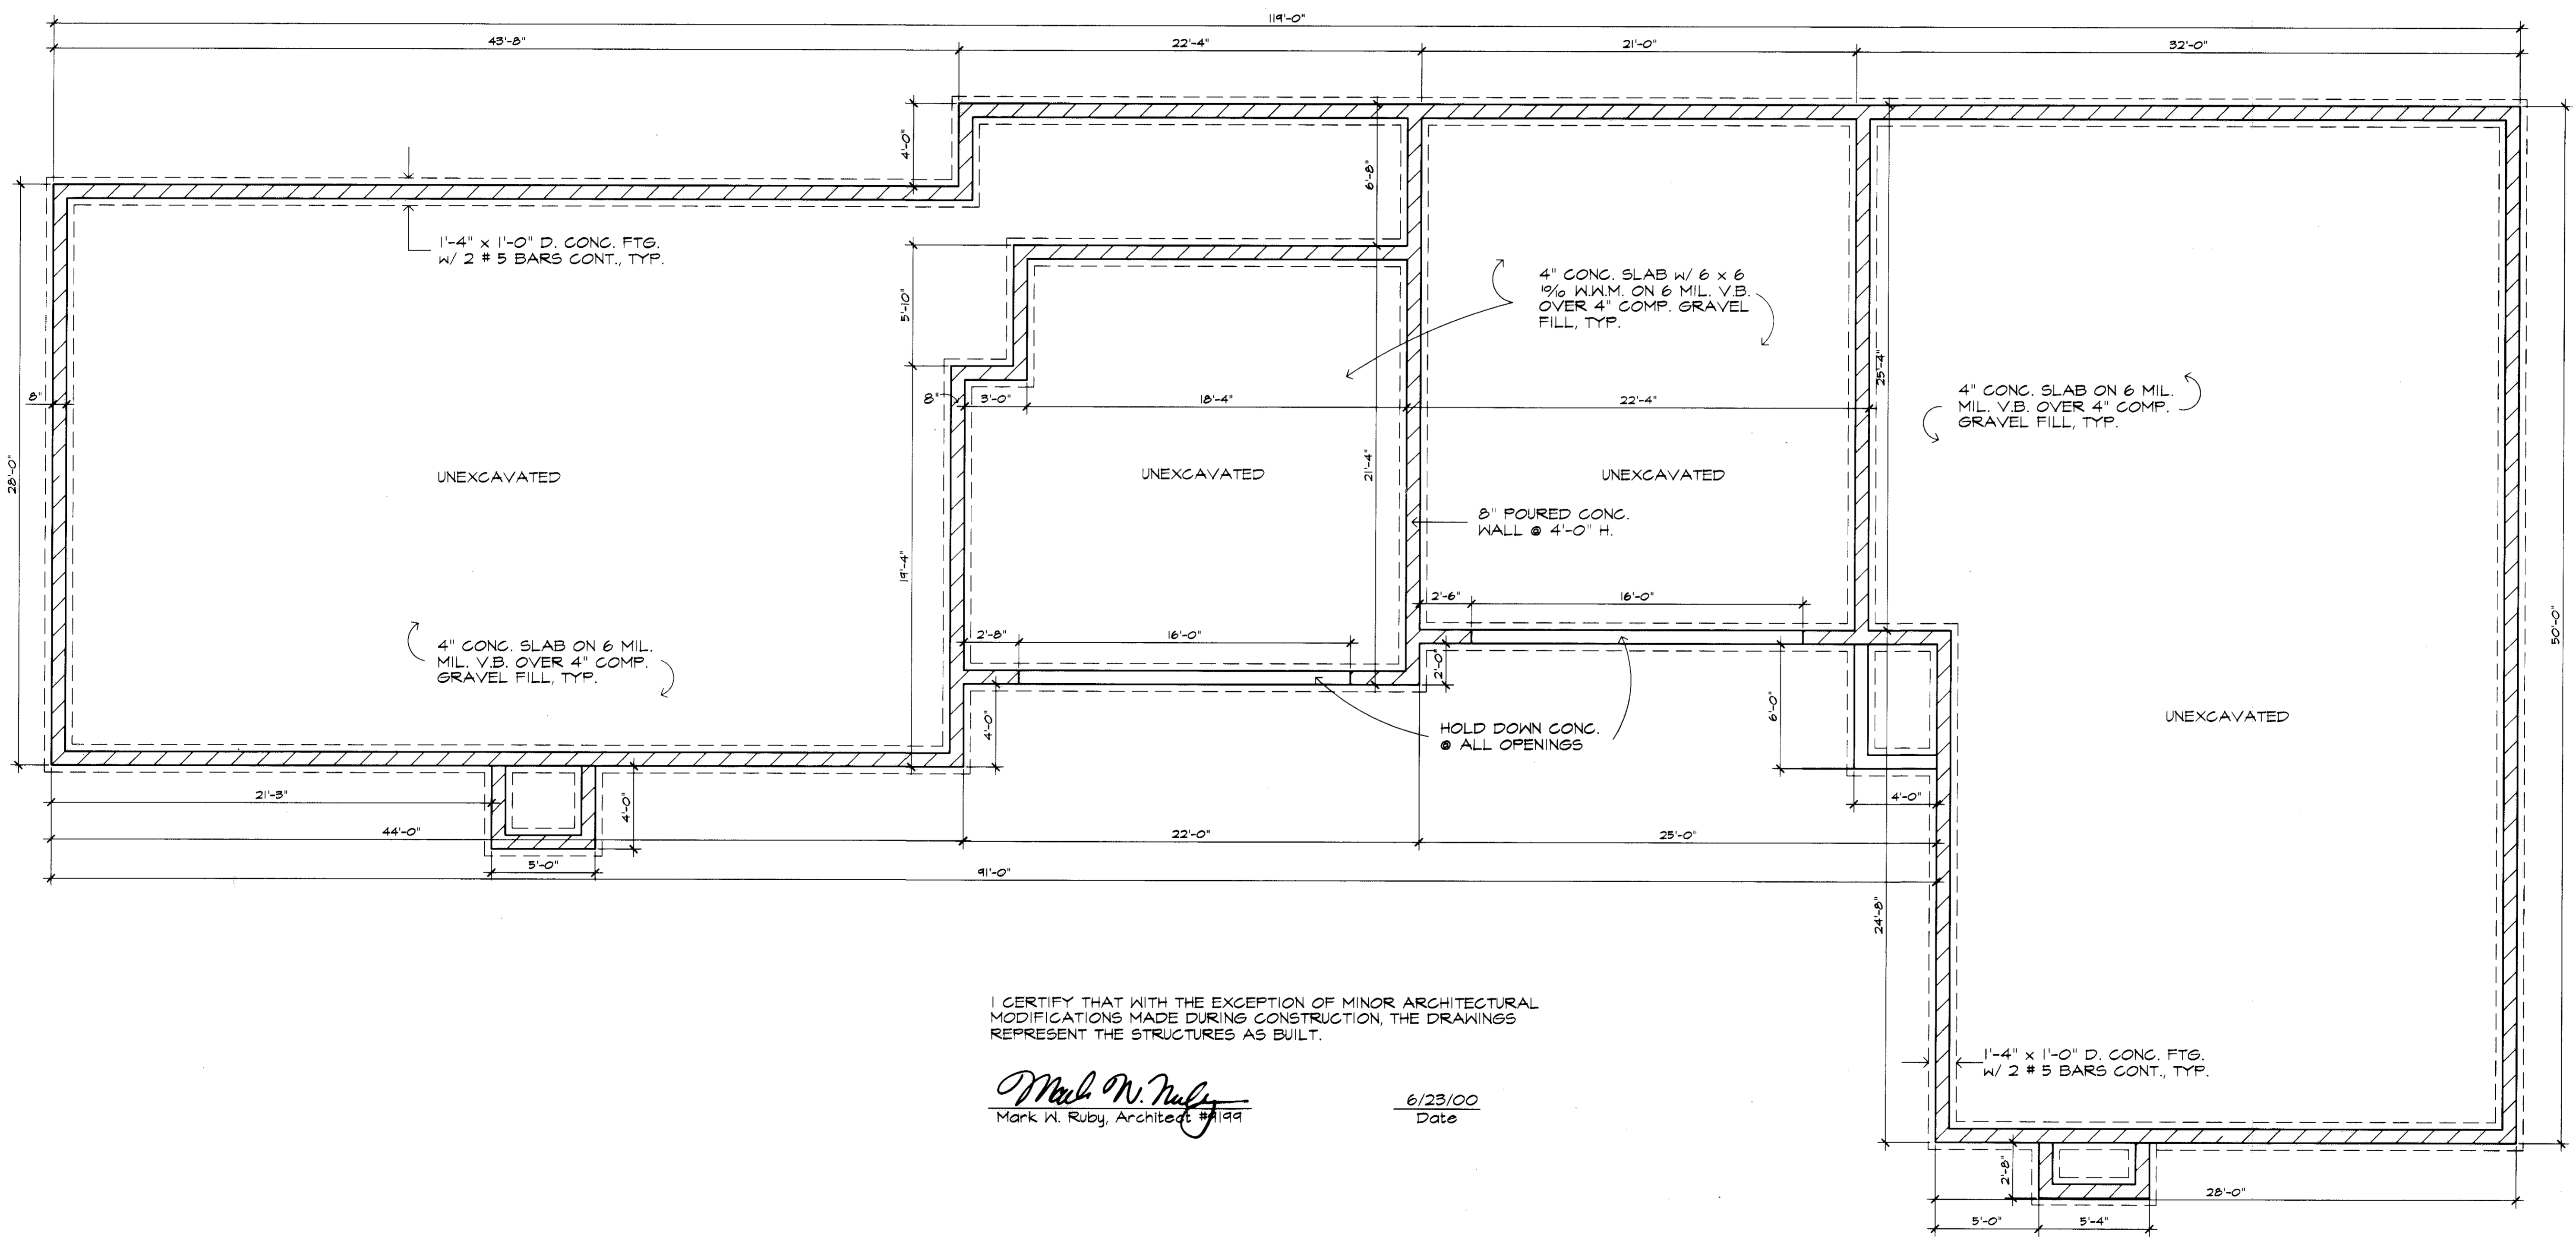 119'-0"
43'-8"
22'-4"
21'-0"
32'-0"
4'-0"
6'-8"
1'-4" x 1'-0" D. CONC. FTG.
W/ 2 # 5 BARS CONT., TYP.
5'-10"
4" CONC. SLAB W/ 6 x 6
10/10 W.W.M. ON 6 MIL. V.B.
OVER 4" COMP. GRAVEL
FILL, TYP.
25'-4"
4" CONC. SLAB ON 6 MIL.
MIL. V.B. OVER 4" COMP.
GRAVEL FILL, TYP.
8"
8"
3'-0"
18'-4"
22'-4"
28'-0"
UNEXCAVATED
UNEXCAVATED
UNEXCAVATED
21'-4"
8" POURED CONC.
WALL @ 4'-0" H.
19'-4"
2'-6"
16'-0"
50'-0"
2'-8"
16'-0"
4" CONC. SLAB ON 6 MIL.
MIL. V.B. OVER 4" COMP.
GRAVEL FILL, TYP.
2'-0"
4'-0"
6'-0"
UNEXCAVATED
HOLD DOWN CONC.
@ ALL OPENINGS
21'-3"
4'-0"
4'-0"
44'-0"
22'-0"
25'-0"
5'-0"
91'-0"
24'-8"
I CERTIFY THAT WITH THE EXCEPTION OF MINOR ARCHITECTURAL
MODIFICATIONS MADE DURING CONSTRUCTION, THE DRAWINGS
REPRESENT THE STRUCTURES AS BUILT.
1'-4" x 1'-0" D. CONC. FTG.
W/ 2 # 5 BARS CONT., TYP.
Mark W. Ruby
6/23/00
Mark W. Ruby, Architect #9199
Date
2'-8"
28'-0"
5'-0"
5'-4"